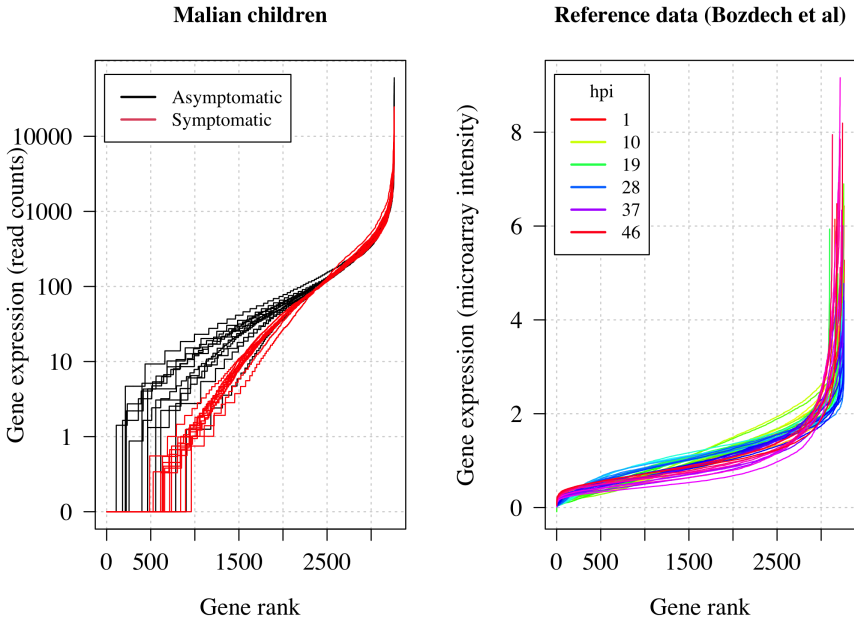 Malian children
Asymptomatic
Symptomatic
Gene expression (read counts)
10000
1000
100
10
1
0
0 500 1500 2500
Gene rank
Reference data (Bozdech et al)
hpi
1
10
19
28
37
46
Gene expression (microarray intensity)
8
6
4
2
0
0 500 1500 2500
Gene rank